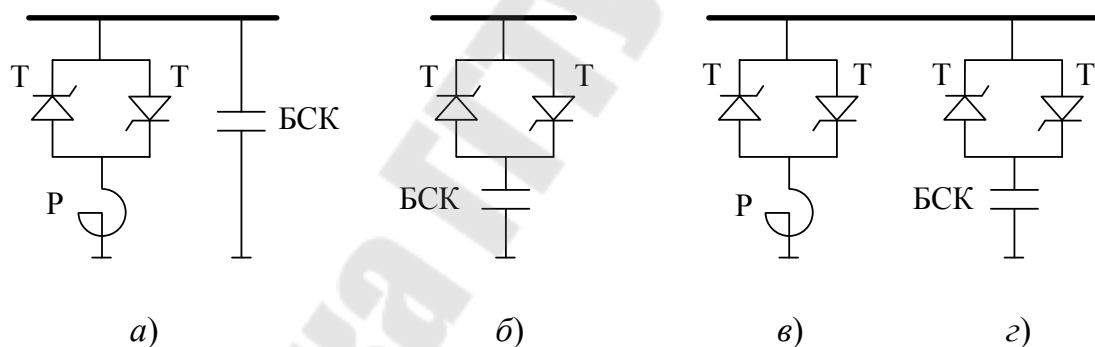 Т Т БСК Р
Т Т БСК
Т Т Р
Т Т БСК
а) б) в) г)